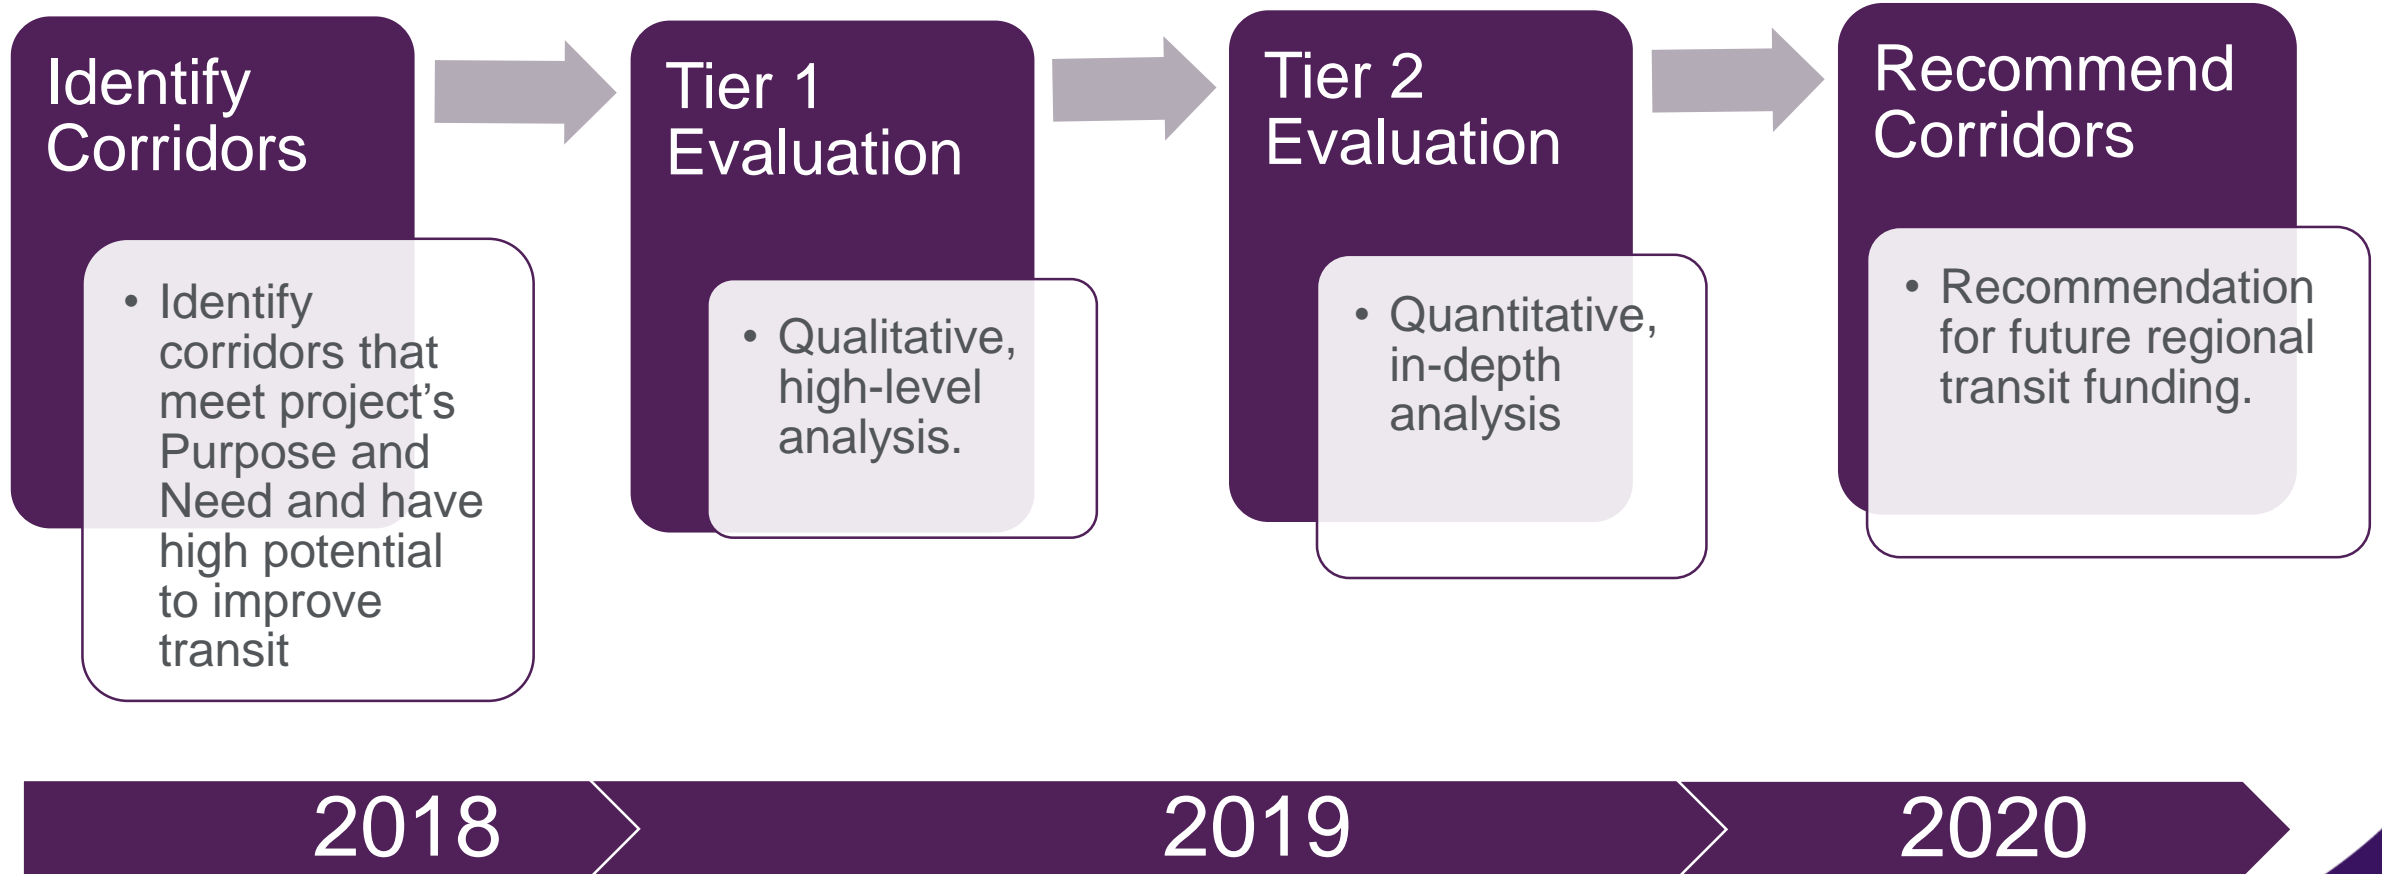 Identify
Corridors
• Identify
corridors that
meet project’s
Purpose and
Need and have
high potential
to improve
transit
Tier 1
Evaluation
• Qualitative,
high-level
analysis.
Tier 2
Evaluation
• Quantitative,
in-depth
analysis
Recommend
Corridors
• Recommendation
for future regional
transit funding.
2018
2019
2020